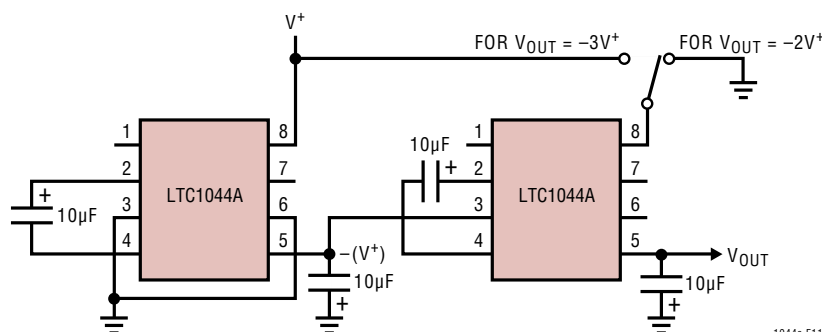 V+
FOR VOUT = –3V+
FOR VOUT = –2V+
1
2
3
4
LTC1044A
8
7
6
5
+
10µF
–(V+)
10µF
+
10µF
+
1
2
3
4
LTC1044A
8
7
6
5
VOUT
10µF
+